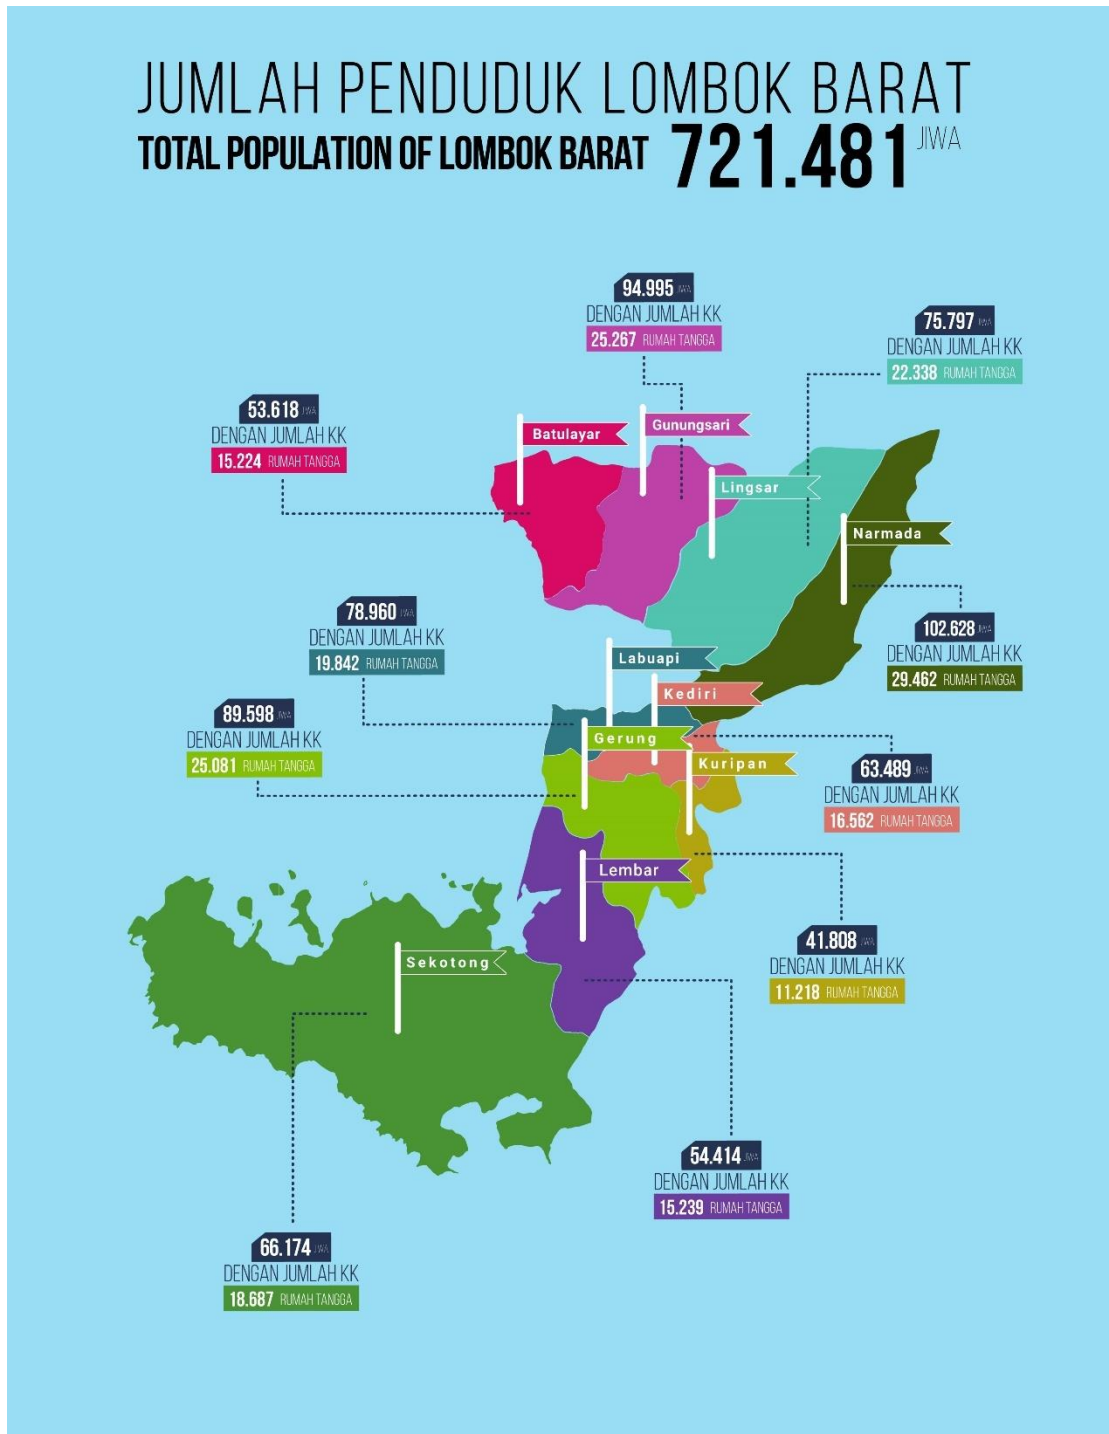 JUMLAH PENDUDUK LOMBOK BARAT
TOTAL POPULATION OF LOMBOK BARAT 721.481 JIWA
94.995 JIWA
DENGAN JUMLAH KK
25.267 RUMAH TANGGA
75.797 JIWA
DENGAN JUMLAH KK
22.338 RUMAH TANGGA
53.618 JIWA
DENGAN JUMLAH KK
15.224 RUMAH TANGGA
Batulayar
Gunungsari
Lingsar
Narmada
78.960 JIWA
DENGAN JUMLAH KK
19.842 RUMAH TANGGA
102.628 JIWA
DENGAN JUMLAH KK
29.462 RUMAH TANGGA
Labuapi
Kediri
89.598 JIWA
DENGAN JUMLAH KK
25.081 RUMAH TANGGA
Gerung
Kuripan
63.489 JIWA
DENGAN JUMLAH KK
16.562 RUMAH TANGGA
Lembar
Sekotong
41.808 JIWA
DENGAN JUMLAH KK
11.218 RUMAH TANGGA
54.414 JIWA
DENGAN JUMLAH KK
15.239 RUMAH TANGGA
66.174 JIWA
DENGAN JUMLAH KK
18.687 RUMAH TANGGA